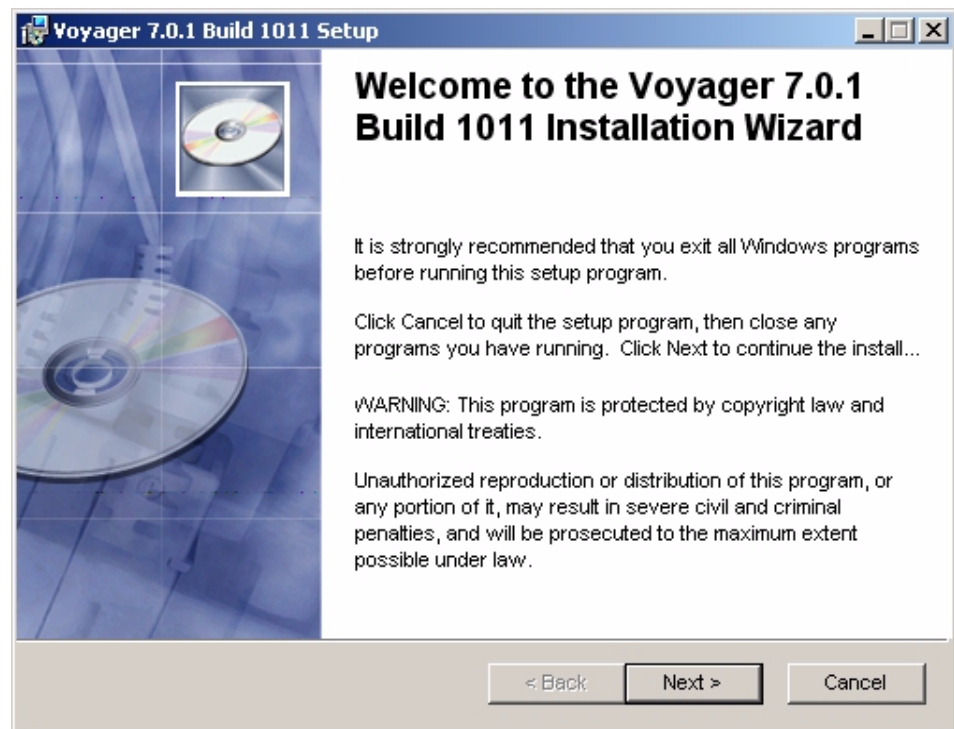 Voyager 7.0.1 Build 1011 Setup
Welcome to the Voyager 7.0.1
Build 1011 Installation Wizard
It is strongly recommended that you exit all Windows programs
before running this setup program.
Click Cancel to quit the setup program, then close any
programs you have running.  Click Next to continue the install...
WARNING: This program is protected by copyright law and
international treaties.
Unauthorized reproduction or distribution of this program, or
any portion of it, may result in severe civil and criminal
penalties, and will be prosecuted to the maximum extent
possible under law.
< Back Next > Cancel